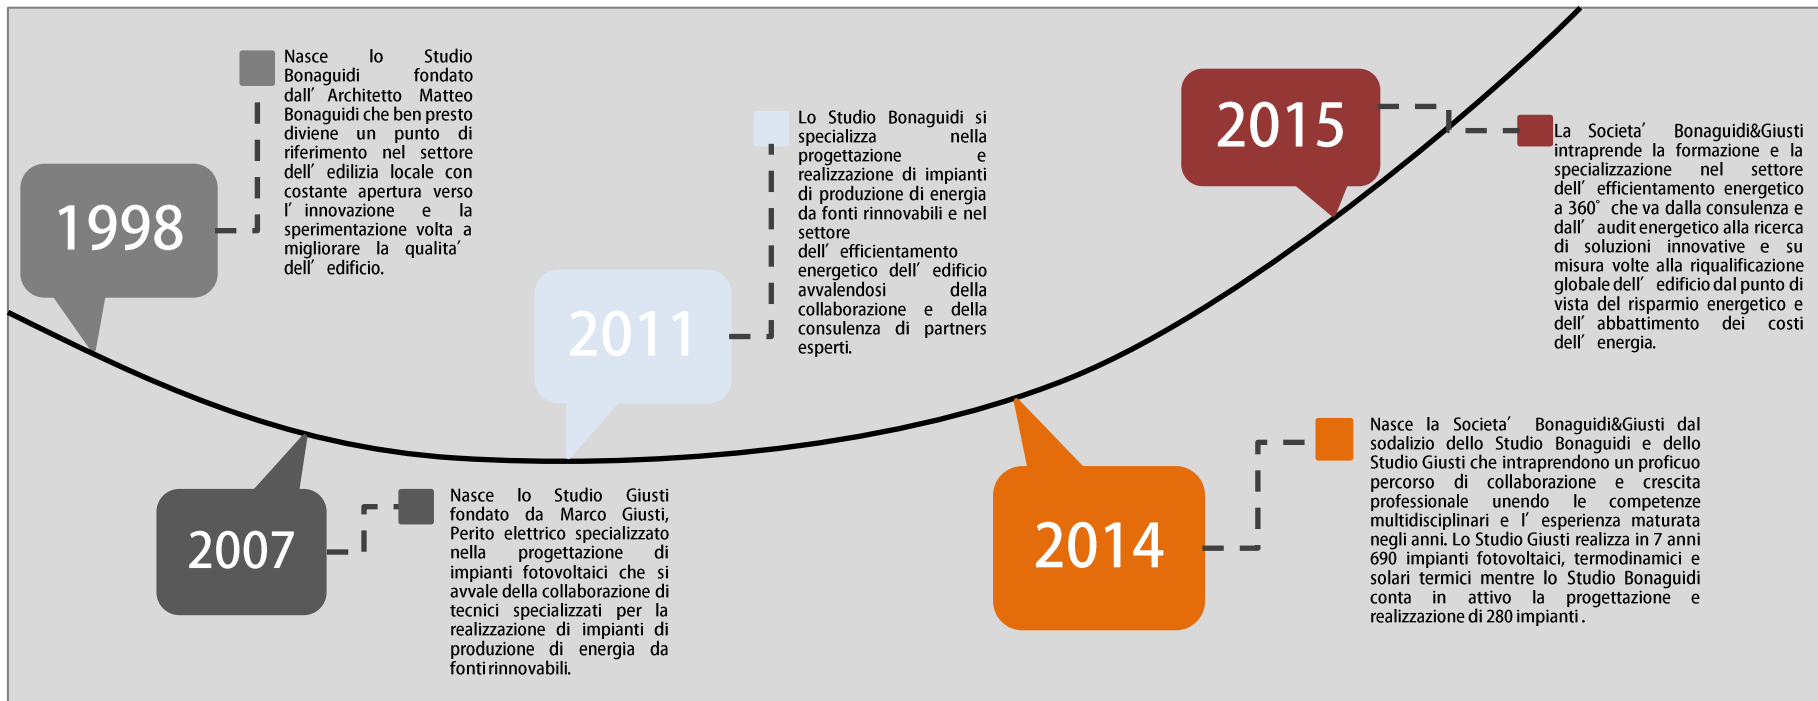 1998
Nasce lo Studio
Bonaguidi fondato
dall' Architetto Matteo
Bonaguidi che ben presto
diviene un punto di
riferimento nel settore
dell' edilizia locale con
costante apertura verso
l' innovazione e la
sperimentazione volta a
migliorare la qualita'
dell' edificio.
2007
Nasce lo Studio Giusti
fondato da Marco Giusti,
Perito elettrico specializzato
nella progettazione di
impianti fotovoltaici che si
avvale della collaborazione di
tecnici specializzati per la
realizzazione di impianti di
produzione di energia da
fonti rinnovabili.
2011
Lo Studio Bonaguidi si
specializza nella
progettazione e
realizzazione di impianti
di produzione di energia
da fonti rinnovabili e nel
settore
dell' efficientamento
energetico dell' edificio
avvalendosi della
collaborazione e della
consulenza di partners
esperti.
2014
Nasce la Societa' Bonaguidi&Giusti dal
sodalizio dello Studio Bonaguidi e dello
Studio Giusti che intraprendono un proficuo
percorso di collaborazione e crescita
professionale unendo le competenze
multidisciplinari e l' esperienza maturata
negli anni. Lo Studio Giusti realizza in 7 anni
690 impianti fotovoltaici, termodinamici e
solari termici mentre lo Studio Bonaguidi
conta in attivo la progettazione e
realizzazione di 280 impianti .
2015
La Societa' Bonaguidi&Giusti
intraprende la formazione e la
specializzazione nel settore
dell' efficientamento energetico
a 360° che va dalla consulenza e
dall' audit energetico alla ricerca
di soluzioni innovative e su
misura volte alla riqualificazione
globale dell' edificio dal punto di
vista del risparmio energetico e
dell' abbattimento dei costi
dell' energia.